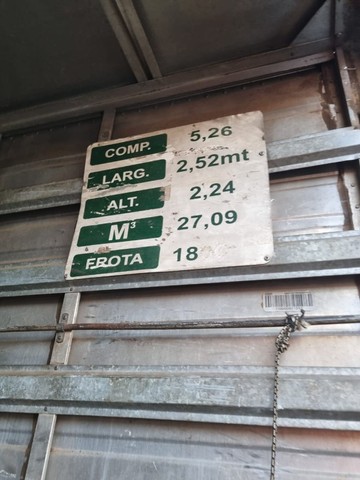 COMP. 5,26
LARG. 2,52mt
ALT. 2,24
M³ 27,09
FROTA 18